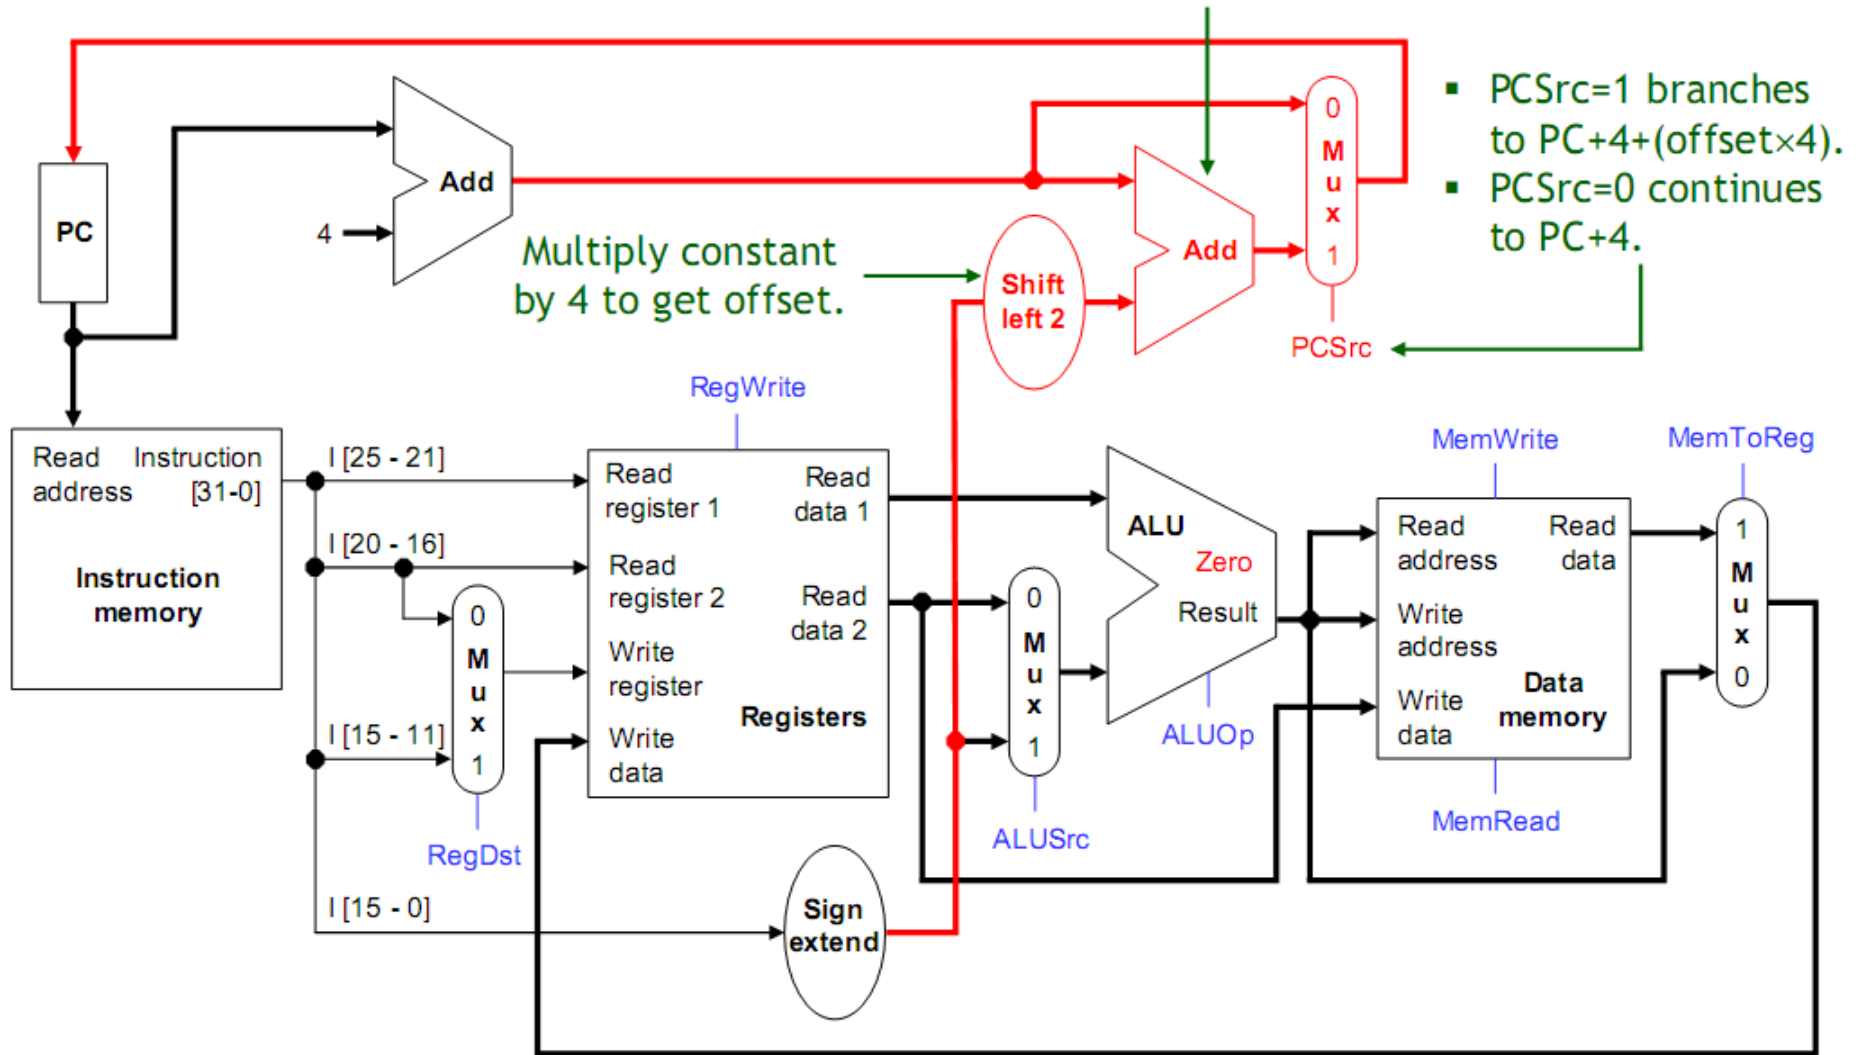 ▪ PCSrc=1 branches
to PC+4+(offset×4).
▪ PCSrc=0 continues
to PC+4.
0
M
u
x
1
Add
Add
4
PC
Multiply constant
by 4 to get offset.
Shift
left 2
PCSrc
RegWrite
MemWrite
MemToReg
Read address
Instruction [31-0]
Instruction
memory
I [25 - 21]
I [20 - 16]
I [15 - 11]
I [15 - 0]
0
M
u
x
1
RegDst
Read
register 1
Read
register 2
Write
register
Write
data
Read
data 1
Read
data 2
Registers
Sign
extend
0
M
u
x
1
ALUSrc
ALU
Zero
Result
ALUOp
Read
address
Write
address
Write
data
Read
data
Data
memory
MemRead
1
M
u
x
0